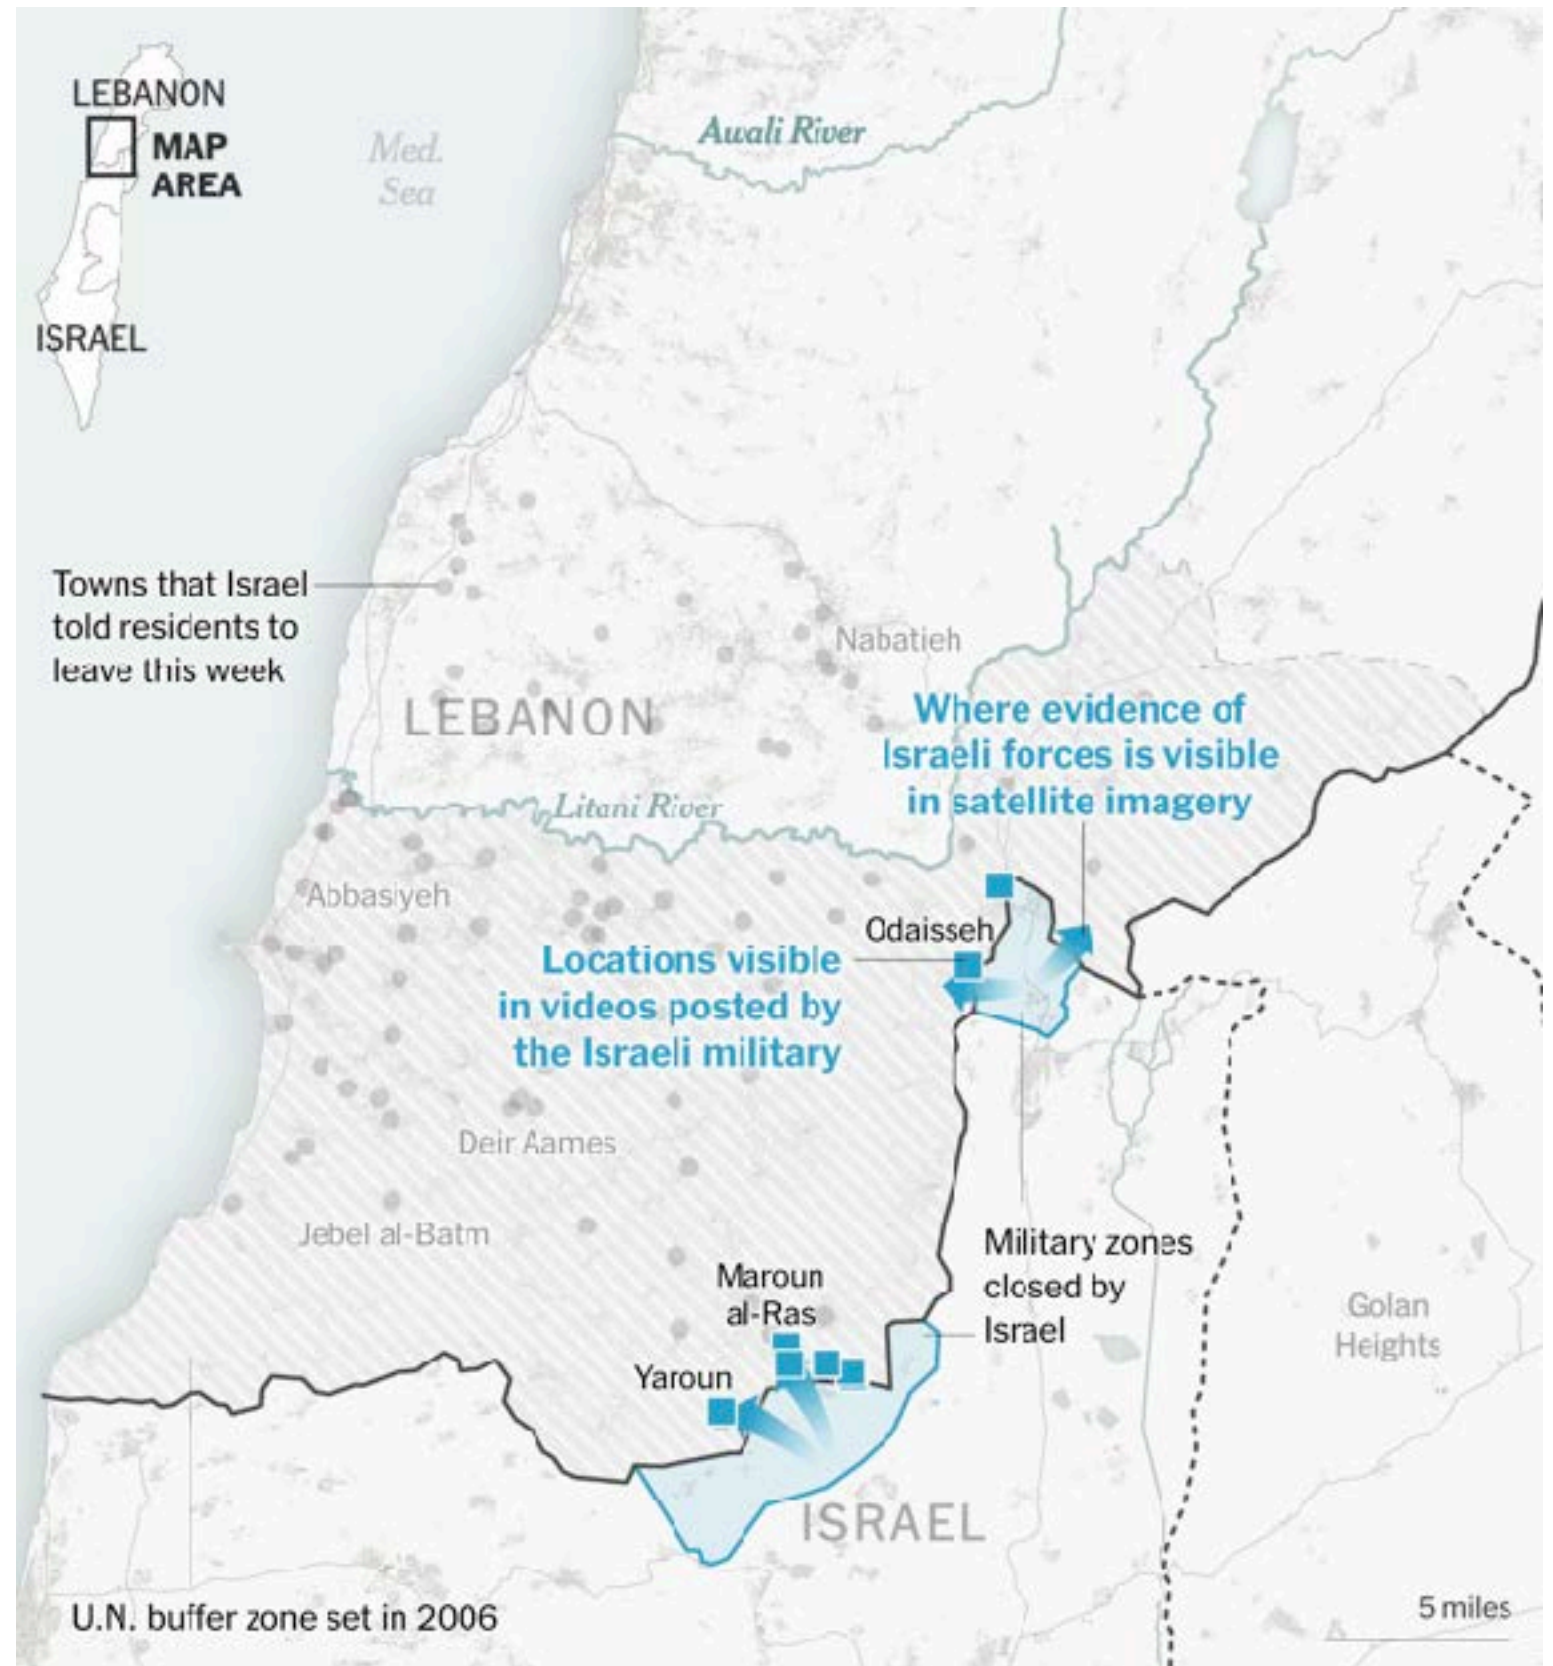 LEBANON
MAP
AREA
ISRAEL
Med.
Sea
Awali River
Towns that Israel
told residents to
leave this week
Nabatieh
LEBANON
Where evidence of
Israeli forces is visible
in satellite imagery
Litani River
Abbasiyeh
Odaisseh
Locations visible
in videos posted by
the Israeli military
Deir Aames
Jebel al-Batm
Maroun
al-Ras
Yaroun
Military zones
closed by
Israel
Golan
Heights
ISRAEL
U.N. buffer zone set in 2006
5 miles